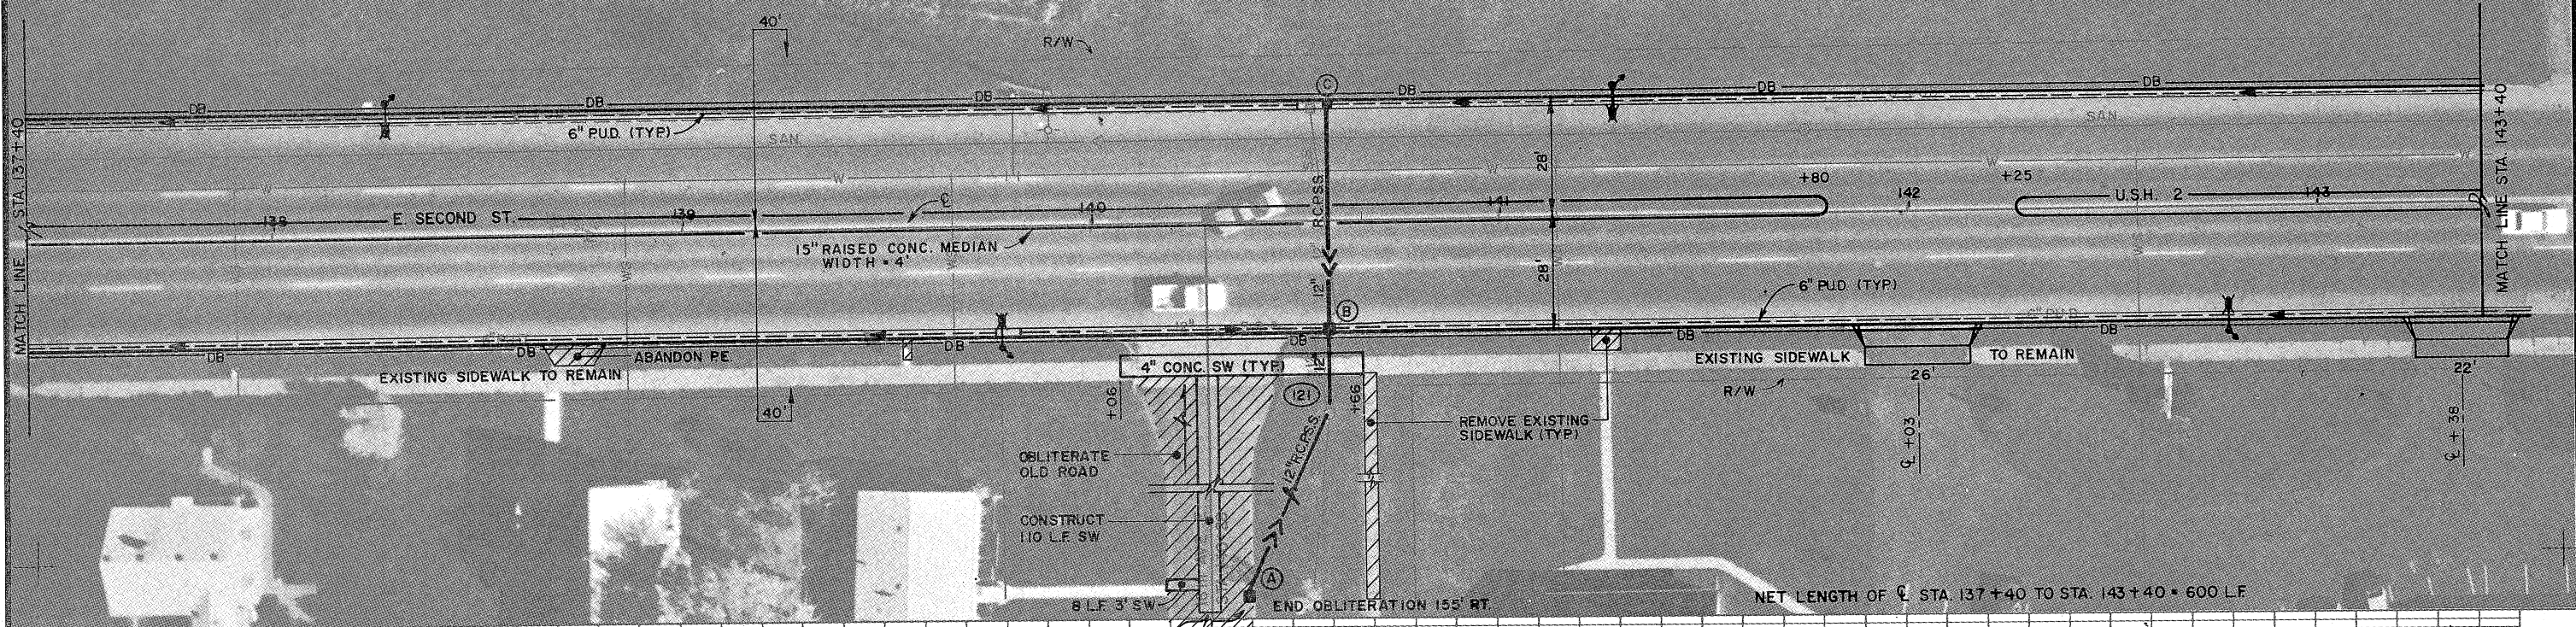 40'
R/W
C
DB
DB
DB
DB
DB
DB
6" P.U.D. (TYP.)
SAN
SAN
MATCH LINE STA. 137+40
MATCH LINE STA. 143+40
R.C.P.S.S.
12"
28'
28'
W
W
W
W
W
+80
142
+25
U.S.H. 2
143
138
E. SECOND ST.
139
℄
140
141
15" RAISED CONC. MEDIAN
WIDTH = 4'
6" P.U.D. (TYP)
B
DB
DB
DB
DB
DB
DB
ABANDON P.E.
EXISTING SIDEWALK TO REMAIN
4" CONC. SW (TYP.)
12"
EXISTING SIDEWALK
TO REMAIN
26'
22'
R/W
40'
+06
121
+66
REMOVE EXISTING
SIDEWALK (TYP)
℄ +03
℄ + 38
OBLITERATE
OLD ROAD
12" R.C.P.S.S.
CONSTRUCT
110 L.F. SW
A
8 L.F. 3' SW
END OBLITERATION 155' RT.
NET LENGTH OF ℄ STA. 137+40 TO STA. 143+40 = 600 L.F.